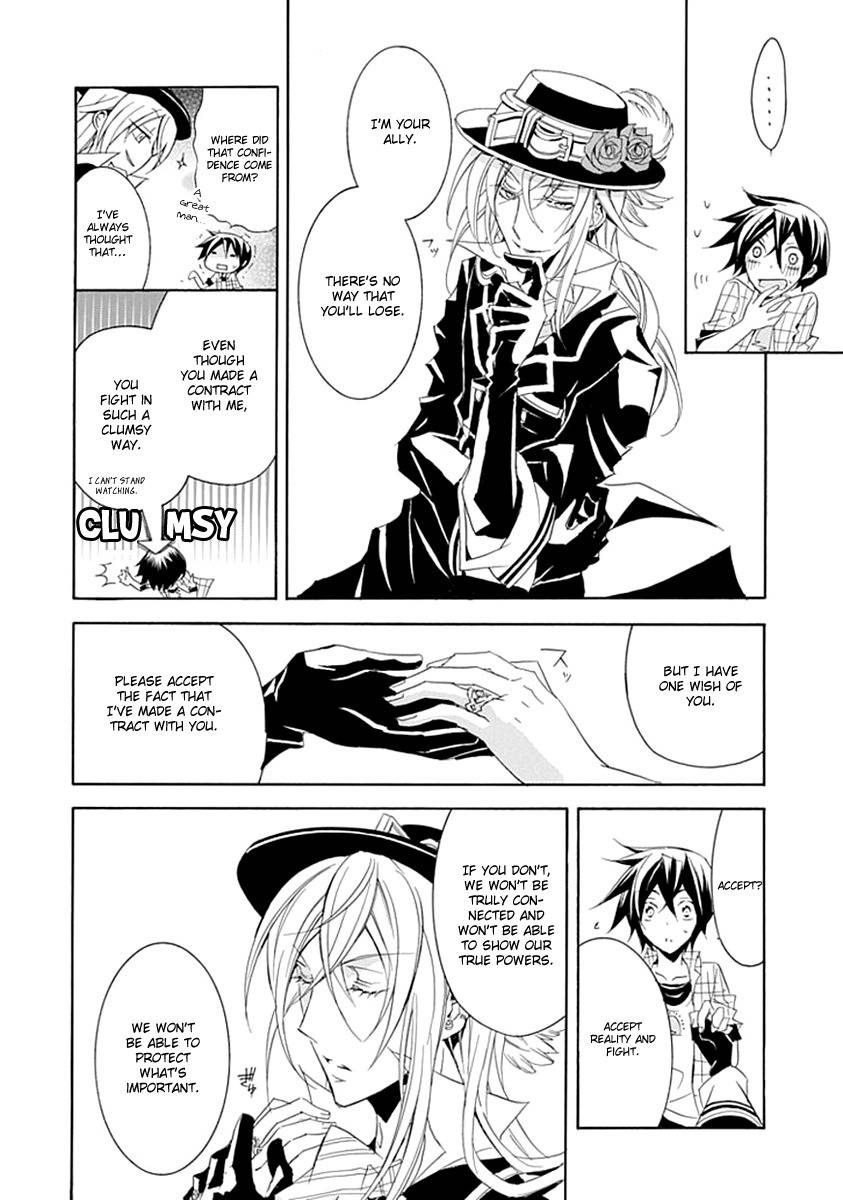 ......
I'M YOUR
ALLY.
THERE'S NO
WAY THAT
YOU'LL LOSE.
WHERE DID
THAT CONFI-
DENCE COME
FROM?
A
Great
man.
I'VE
ALWAYS
THOUGHT
THAT...
EVEN
THOUGH
YOU MADE A
CONTRACT
WITH ME,
YOU
FIGHT IN
SUCH A
CLUMSY
WAY.
I CAN'T STAND
WATCHING.
CLU MSY
BUT I HAVE
ONE WISH OF
YOU.
PLEASE ACCEPT
THE FACT THAT
I'VE MADE A CON-
TRACT WITH YOU.
ACCEPT?
ACCEPT
REALITY AND
FIGHT.
IF YOU DON'T,
WE WON'T BE
TRULY CON-
NECTED AND
WON'T BE ABLE
TO SHOW OUR
TRUE POWERS.
WE WON'T
BE ABLE TO
PROTECT
WHAT'S
IMPORTANT.